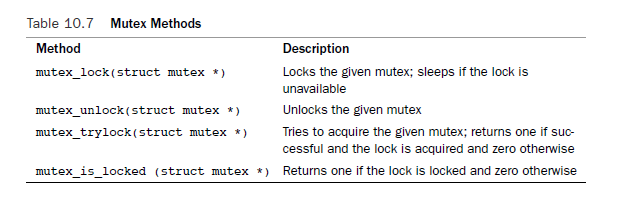 Table 10.7 Mutex Methods
Method Description
mutex_lock(struct mutex *) Locks the given mutex; sleeps if the lock is
unavailable
mutex_unlock(struct mutex *) Unlocks the given mutex
mutex_trylock(struct mutex *) Tries to acquire the given mutex; returns one if suc-
cessful and the lock is acquired and zero otherwise
mutex_is_locked (struct mutex *) Returns one if the lock is locked and zero otherwise